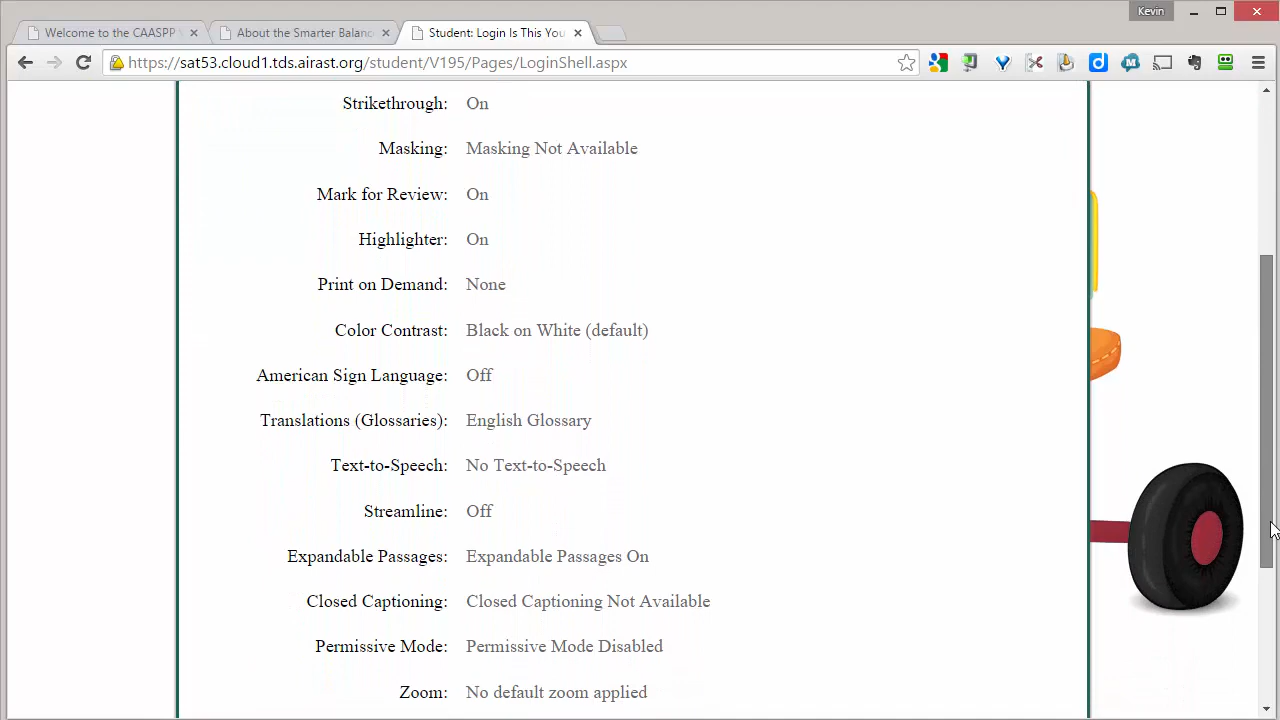 Kevin
Welcome to the CAASPP
About the Smarter Balanc
Student: Login Is This You
https://sat53.cloud1.tds.airast.org/student/V195/Pages/LoginShell.aspx
Strikethrough: On
Masking: Masking Not Available
Mark for Review: On
Highlighter: On
Print on Demand: None
Color Contrast: Black on White (default)
American Sign Language: Off
Translations (Glossaries): English Glossary
Text-to-Speech: No Text-to-Speech
Streamline: Off
Expandable Passages: Expandable Passages On
Closed Captioning: Closed Captioning Not Available
Permissive Mode: Permissive Mode Disabled
Zoom: No default zoom applied